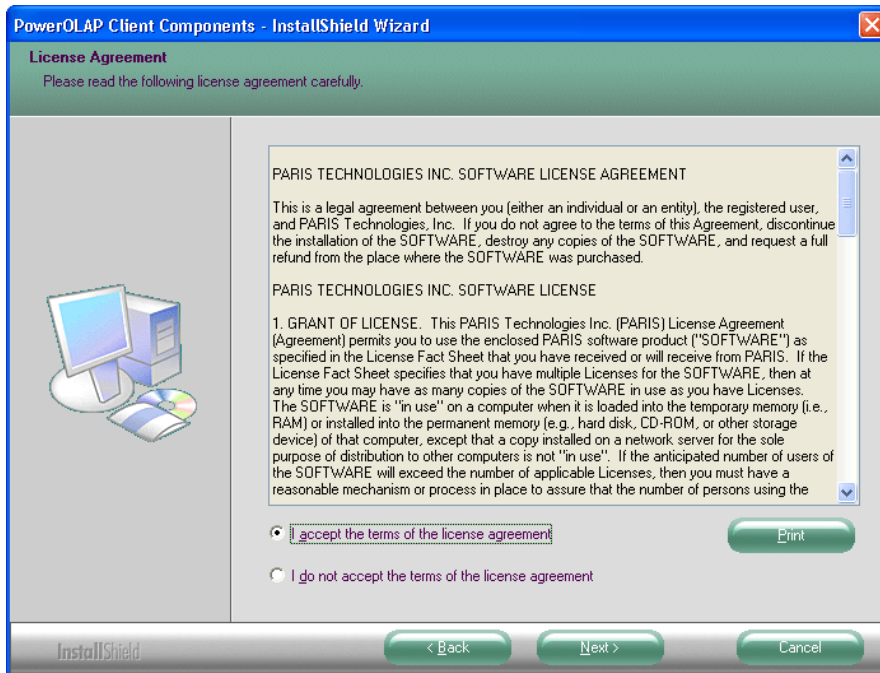 PowerOLAP Client Components - InstallShield Wizard
License Agreement
Please read the following license agreement carefully.
PARIS TECHNOLOGIES INC. SOFTWARE LICENSE AGREEMENT
This is a legal agreement between you (either an individual or an entity), the registered user,
and PARIS Technologies, Inc.  If you do not agree to the terms of this Agreement, discontinue
the installation of the SOFTWARE, destroy any copies of the SOFTWARE, and request a full
refund from the place where the SOFTWARE was purchased.
PARIS TECHNOLOGIES INC. SOFTWARE LICENSE
1. GRANT OF LICENSE.  This PARIS Technologies Inc. (PARIS) License Agreement
(Agreement) permits you to use the enclosed PARIS software product ("SOFTWARE") as
specified in the License Fact Sheet that you have received or will receive from PARIS.  If the
License Fact Sheet specifies that you have multiple Licenses for the SOFTWARE, then at
any time you may have as many copies of the SOFTWARE in use as you have Licenses.
The SOFTWARE is "in use" on a computer when it is loaded into the temporary memory (i.e.,
RAM) or installed into the permanent memory (e.g., hard disk, CD-ROM, or other storage
device) of that computer, except that a copy installed on a network server for the sole
purpose of distribution to other computers is not "in use".  If the anticipated number of users of
the SOFTWARE will exceed the number of applicable Licenses, then you must have a
reasonable mechanism or process in place to assure that the number of persons using the
I accept the terms of the license agreement
Print
I do not accept the terms of the license agreement
InstallShield
< Back
Next >
Cancel